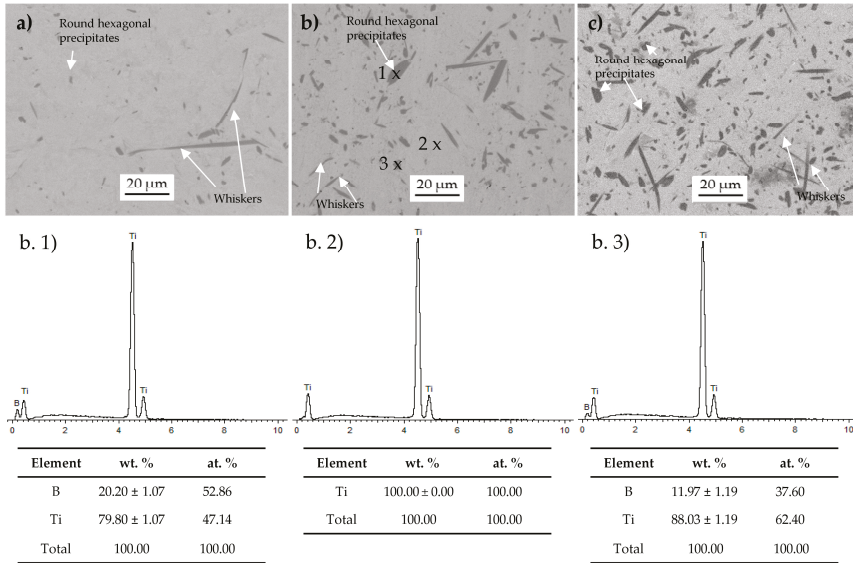 a)
Round hexagonal
precipitates
20 µm
Whiskers
b)
Round hexagonal
precipitates
1 x
2 x
3 x
20 µm
Whiskers
c)
Round hexagonal
precipitates
20 µm
Whiskers
b. 1)
Ti
B
Ti
Ti
0 2 4 6 8 10
b. 2)
Ti
Ti
Ti
0 2 4 6 8 10
b. 3)
Ti
B
Ti
Ti
0 2 4 6 8 10
Element wt. % at. %
B 20.20 ± 1.07 52.86
Ti 79.80 ± 1.07 47.14
Total 100.00 100.00
Element wt. % at. %
Ti 100.00 ± 0.00 100.00
Total 100.00 100.00
Element wt. % at. %
B 11.97 ± 1.19 37.60
Ti 88.03 ± 1.19 62.40
Total 100.00 100.00